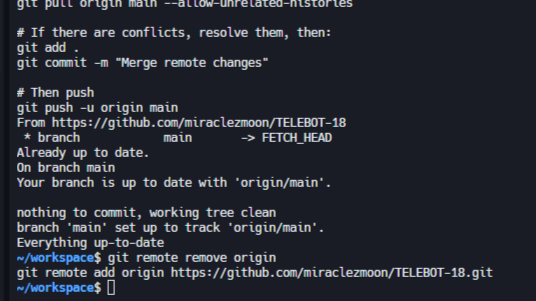 git pull origin main --allow-unrelated-histories
# If there are conflicts, resolve them, then:
git add .
git commit -m "Merge remote changes"
# Then push
git push -u origin main
From https://github.com/miraclezmoon/TELEBOT-18
* branch main -> FETCH_HEAD
Already up to date.
On branch main
Your branch is up to date with 'origin/main'.
nothing to commit, working tree clean
branch 'main' set up to track 'origin/main'.
Everything up-to-date
~/workspace$ git remote remove origin
git remote add origin https://github.com/miraclezmoon/TELEBOT-18.git
~/workspace$